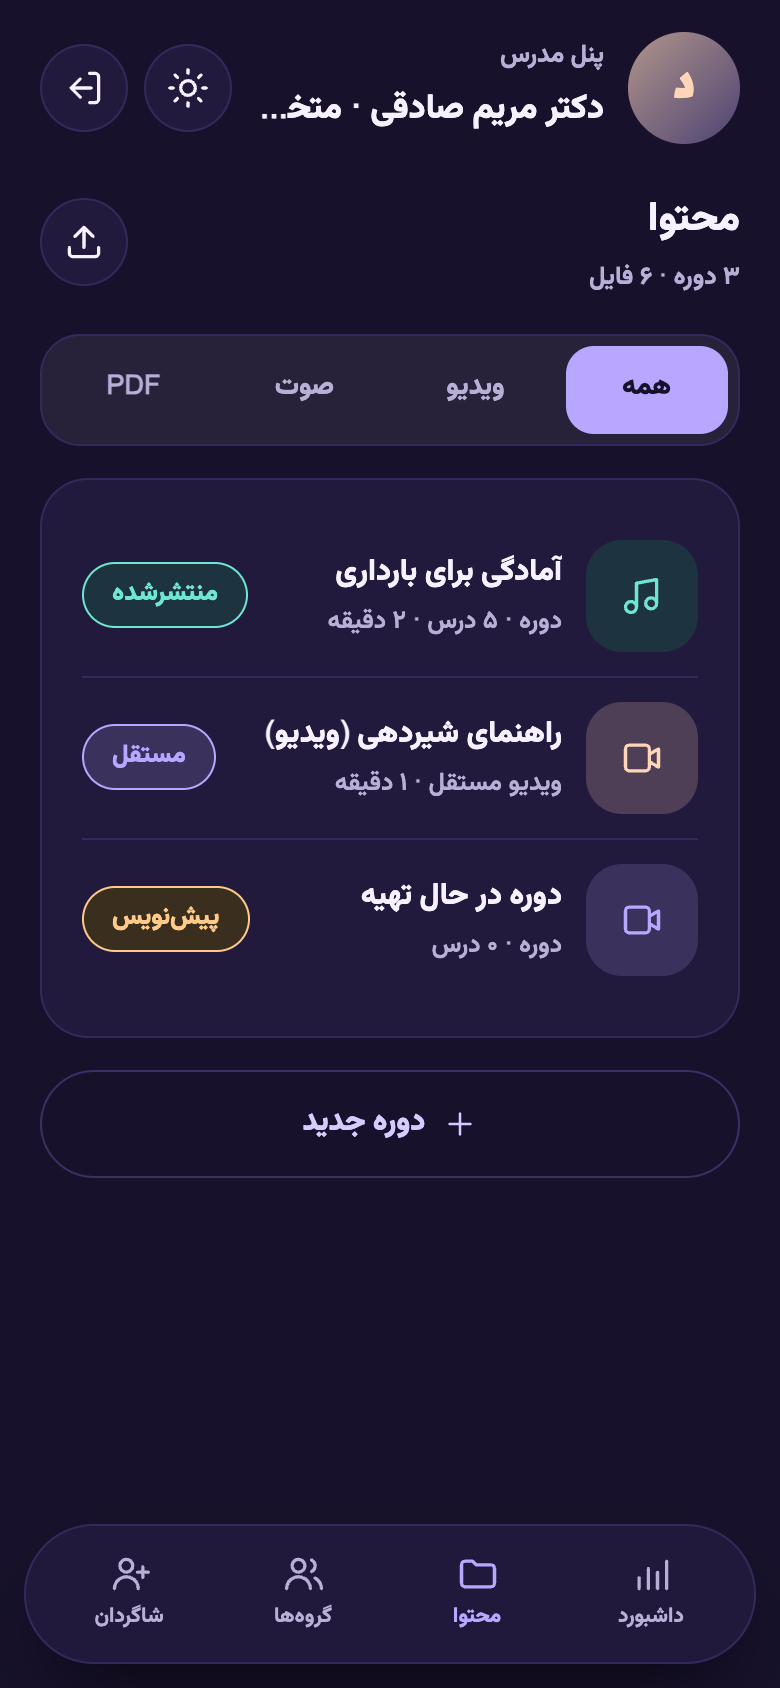 د
پنل مدرس
دکتر مریم صادقی · متخ...
محتوا
۳ دوره · ۶ فایل
همه
ویدیو
صوت
PDF
آمادگی برای بارداری
دوره · ۵ درس · ۲ دقیقه
منتشرشده
راهنمای شیردهی (ویدیو)
ویدیو مستقل · ۱ دقیقه
مستقل
دوره در حال تهیه
دوره · ۰ درس
پیش‌نویس
دوره جدید
داشبورد
محتوا
گروه‌ها
شاگردان